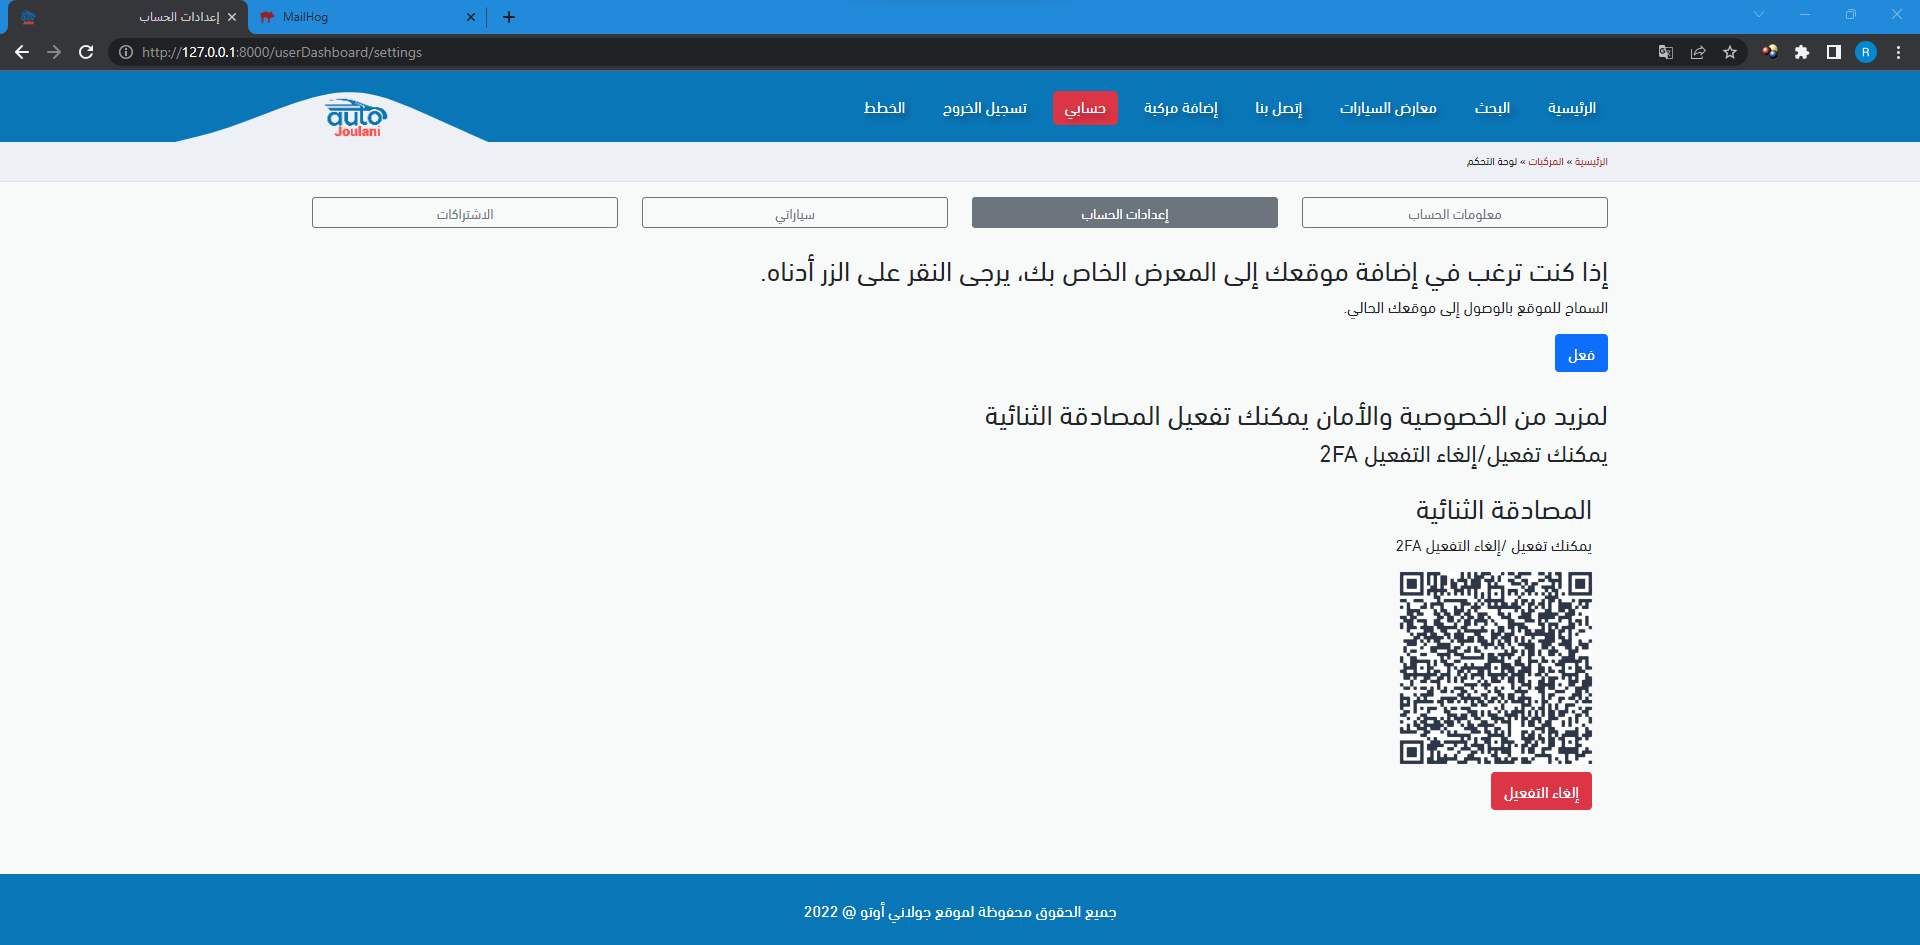 إعدادات الحساب
MailHog
http://127.0.0.1:8000/userDashboard/settings
R
الرئيسية البحث معارض السيارات إتصل بنا إضافة مركبة حسابي تسجيل الخروج الخطط
auto
Joulani
الرئيسية » المركبات » لوحة التحكم
معلومات الحساب إعدادات الحساب سياراتي الاشتراكات
إذا كنت ترغب في إضافة موقعك إلى المعرض الخاص بك، يرجى النقر على الزر أدناه.
السماح للموقع بالوصول إلى موقعك الحالي.
فعل
لمزيد من الخصوصية والأمان يمكنك تفعيل المصادقة الثنائية
يمكنك تفعيل/إلغاء التفعيل 2FA
المصادقة الثنائية
يمكنك تفعيل /إلغاء التفعيل 2FA
إلغاء التفعيل
جميع الحقوق محفوظة لموقع جولاني أوتو @ 2022